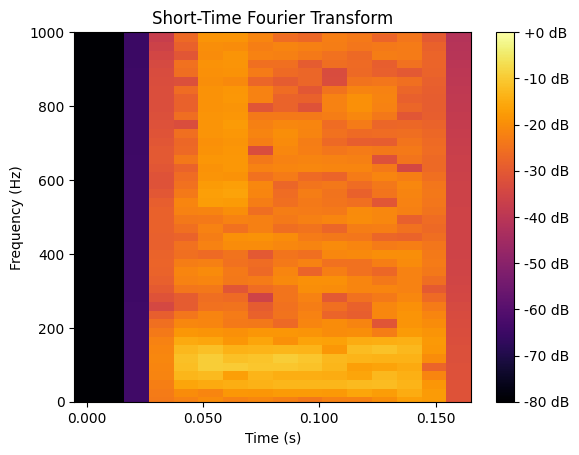 Short-Time Fourier Transform
1000
800
600
400
200
0
Frequency (Hz)
0.000
0.050
0.100
0.150
Time (s)
+0 dB
-10 dB
-20 dB
-30 dB
-40 dB
-50 dB
-60 dB
-70 dB
-80 dB